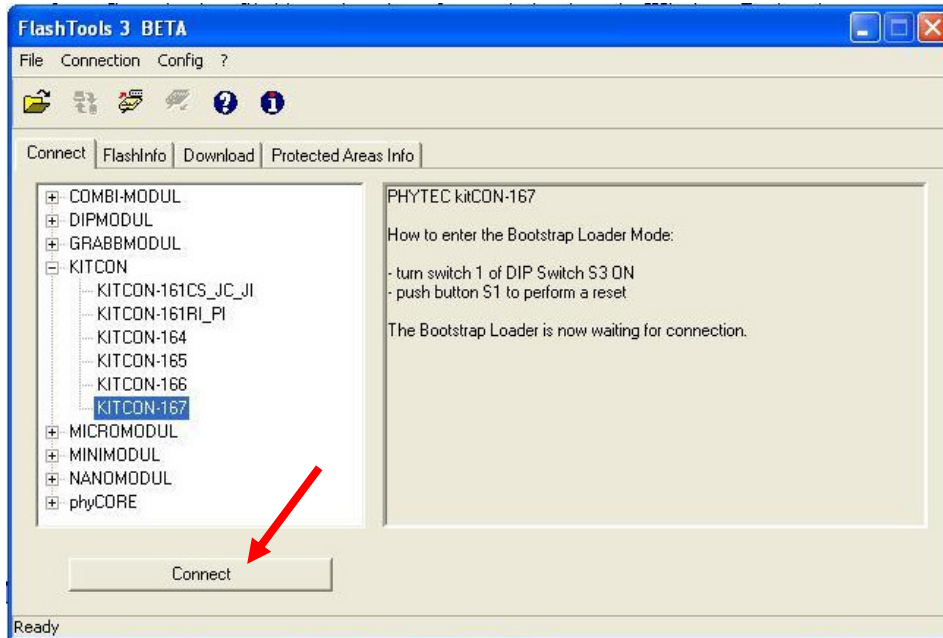 FlashTools 3 BETA
File Connection Config ?
Connect FlashInfo Download Protected Areas Info
COMBI-MODUL
DIPMODUL
GRABBMODUL
KITCON
KITCON-161CS_JC_JI
KITCON-161RI_PI
KITCON-164
KITCON-165
KITCON-166
KITCON-167
MICROMODUL
MINIMODUL
NANOMODUL
phyCORE
PHYTEC kitCON-167
How to enter the Bootstrap Loader Mode:
- turn switch 1 of DIP Switch S3 ON
- push button S1 to perform a reset
The Bootstrap Loader is now waiting for connection.
Connect
Ready